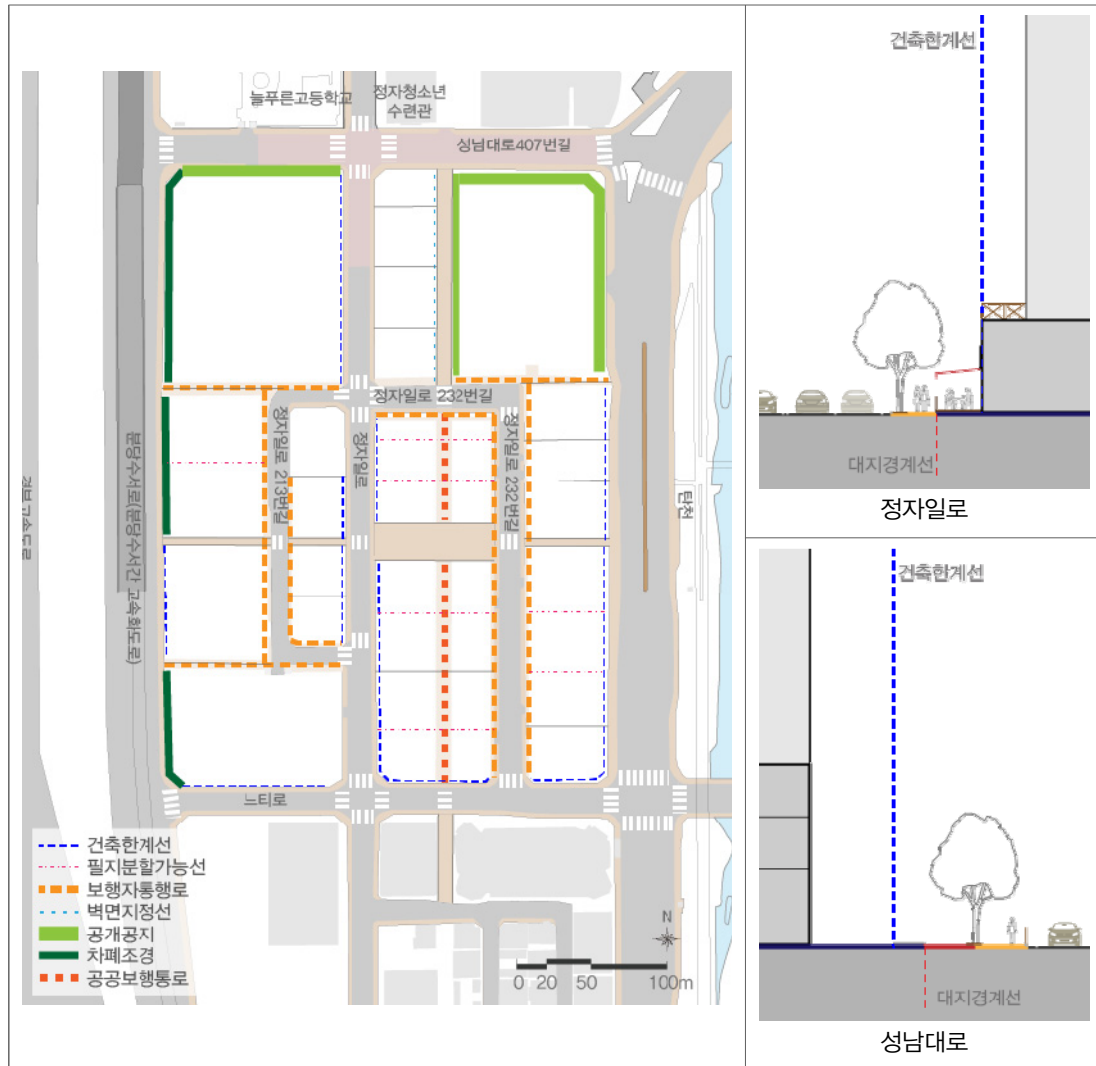 늘푸른고등학교
정자청소년
수련관
성남대로407번길
정자일로 232번길
정자일로 213번길
정자일로
정자일로 232번길
탄천
분당수서로(분당수서간 고속화도로)
경부고속도로
느티로
건축한계선
필지분할가능선
보행자통행로
벽면지정선
공개공지
차폐조경
공공보행통로
N
0 20 50 100m
건축한계선
대지경계선
정자일로
건축한계선
대지경계선
성남대로